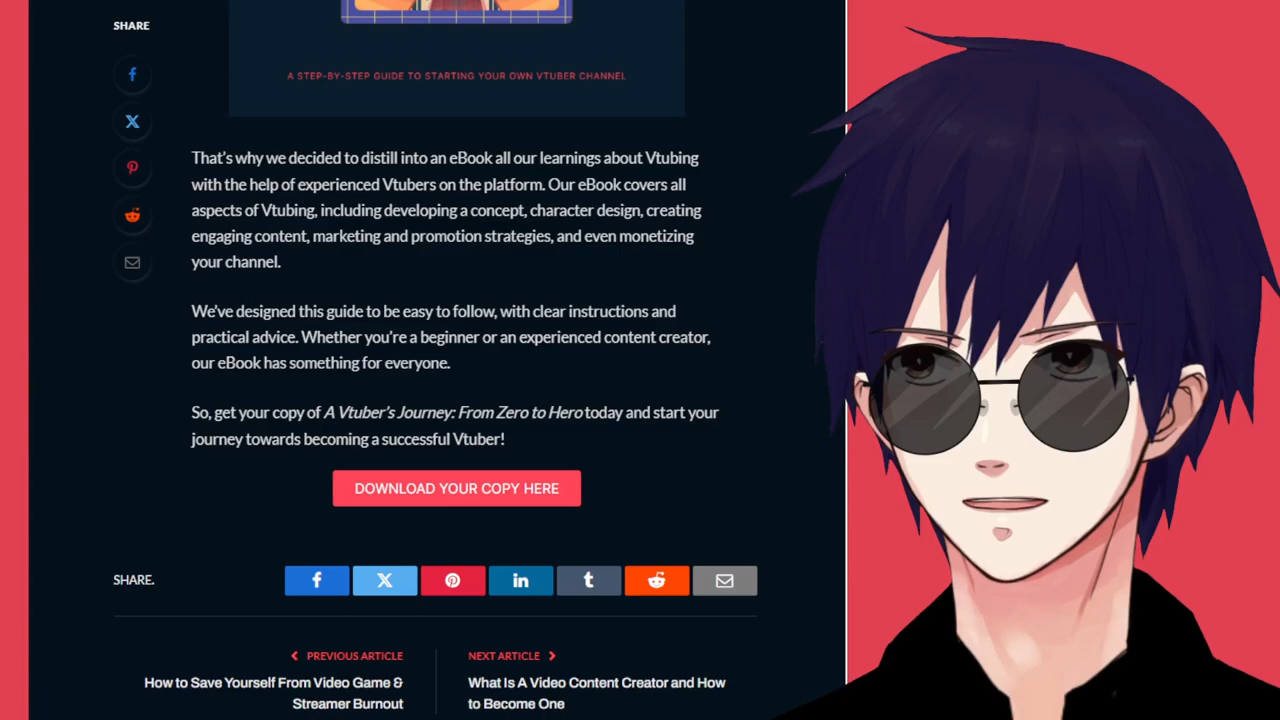 SHARE
A STEP-BY-STEP GUIDE TO STARTING YOUR OWN VTUBER CHANNEL
That's why we decided to distill into an eBook all our learnings about Vtubing
with the help of experienced Vtubers on the platform. Our eBook covers all
aspects of Vtubing, including developing a concept, character design, creating
engaging content, marketing and promotion strategies, and even monetizing
your channel.
We've designed this guide to be easy to follow, with clear instructions and
practical advice. Whether you're a beginner or an experienced content creator,
our eBook has something for everyone.
So, get your copy of A Vtuber's Journey: From Zero to Hero today and start your
journey towards becoming a successful Vtuber!
DOWNLOAD YOUR COPY HERE
SHARE.
PREVIOUS ARTICLE
How to Save Yourself From Video Game &
Streamer Burnout
NEXT ARTICLE
What Is A Video Content Creator and How
to Become One